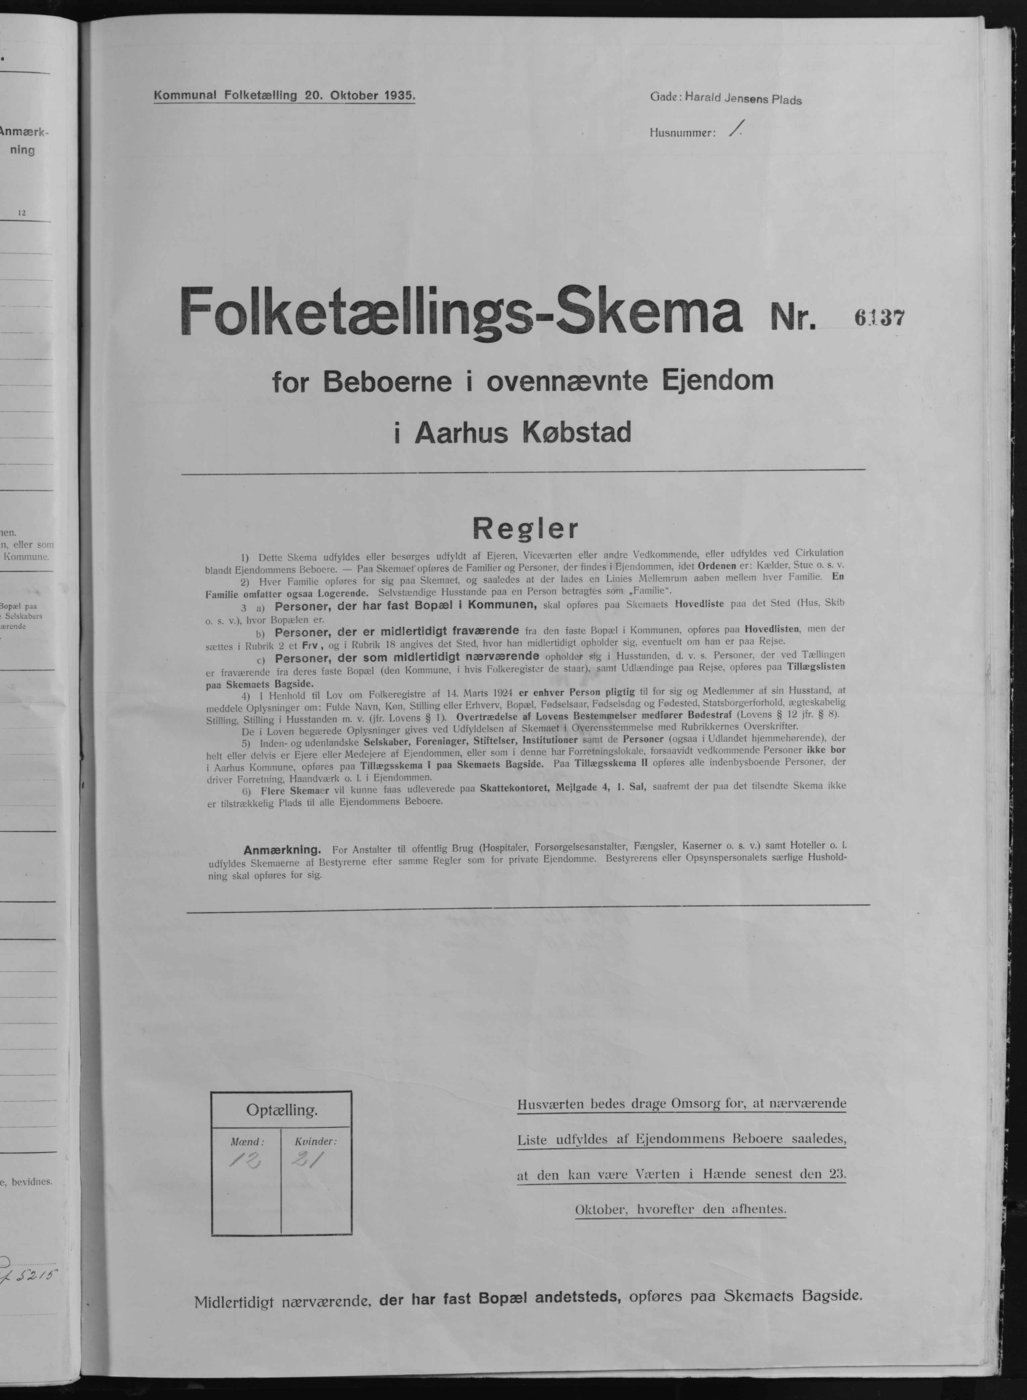 Anmærk-
ning
12
nen.
n, eller som
Kommune.
Bopæl paa
Selskabers
ærende
e, bevidnes.
5215
Kommunal Folketælling 20. Oktober 1935.
Gade: Harald Jensens Plads
Husnummer: 1.
Folketællings-Skema Nr. 6137
for Beboerne i ovennævnte Ejendom
i Aarhus Købstad
Regler
1) Dette Skema udfyldes eller besørges udfyldt af Ejeren, Viceværten eller andre Vedkommende, eller udfyldes ved Cirkulation
blandt Ejendommens Beboere. — Paa Skemaet opføres de Familier og Personer, der findes i Ejendommen, idet Ordenen er: Kælder, Stue o. s. v.
2) Hver Familie opføres for sig paa Skemaet, og saaledes at der lades en Linies Mellemrum aaben mellem hver Familie. En
Familie omfatter ogsaa Logerende. Selvstændige Husstande paa en Person betragtes som „Familie“.
3 a) Personer, der har fast Bopæl i Kommunen, skal opføres paa Skemaets Hovedliste paa det Sted (Hus, Skib
o. s. v.), hvor Bopælen er.
b) Personer, der er midlertidigt fraværende fra den faste Bopæl i Kommunen, opføres paa Hovedlisten, men der
sættes i Rubrik 2 et Frv., og i Rubrik 18 angives det Sted, hvor han midlertidigt opholder sig, eventuelt om han er paa Rejse.
c) Personer, der som midlertidigt nærværende opholder sig i Husstanden, d. v. s. Personer, der ved Tællingen
er fraværende fra deres faste Bopæl (den Kommune, i hvis Folkeregister de staar), samt Udlændinge paa Rejse, opføres paa Tillægslisten
paa Skemaets Bagside.
4) I Henhold til Lov om Folkeregistre af 14. Marts 1924 er enhver Person pligtig til for sig og Medlemmer af sin Husstand, at
meddele Oplysninger om: Fulde Navn, Køn, Stilling eller Erhverv, Bopæl, Fødselsaar, Fødselsdag og Fødested, Statsborgerforhold, ægteskabelig
Stilling, Stilling i Husstanden m. v. (jfr. Lovens § 1). Overtrædelse af Lovens Bestemmelser medfører Bødestraf (Lovens § 12 jfr. § 8).
De i Loven begærede Oplysninger gives ved Udfyldelsen af Skemaet i Overensstemmelse med Rubrikkernes Overskrifter.
5) Inden- og udenlandske Selskaber, Foreninger, Stiftelser, Institutioner samt de Personer (ogsaa i Udlandet hjemmehørende), der
helt eller delvis er Ejere eller Medejere af Ejendommen, eller som i denne har Forretningslokale, forsaavidt vedkommende Personer ikke bor
i Aarhus Kommune, opføres paa Tillægsskema I paa Skemaets Bagside. Paa Tillægsskema II opføres alle indenbysboende Personer, der
driver Forretning, Haandværk o. l. i Ejendommen.
6) Flere Skemaer vil kunne faas udleverede paa Skattekontoret, Mejlgade 4, 1. Sal, saafremt der paa det tilsendte Skema ikke
er tilstrækkelig Plads til alle Ejendommens Beboere.
Anmærkning. For Anstalter til offentlig Brug (Hospitaler, Forsørgelsesanstalter, Fængsler, Kaserner o. s. v.) samt Hoteller o. l.
udfyldes Skemaerne af Bestyrerne efter samme Regler som for private Ejendomme. Bestyrerens eller Opsynspersonalets særlige Hushold-
ning skal opføres for sig.
Optælling.
Mænd: Kvinder:
12 21
Husværten bedes drage Omsorg for, at nærværende
Liste udfyldes af Ejendommens Beboere saaledes,
at den kan være Værten i Hænde senest den 23.
Oktober, hvorefter den afhentes.
Midlertidigt nærværende, der har fast Bopæl andetsteds, opføres paa Skemaets Bagside.